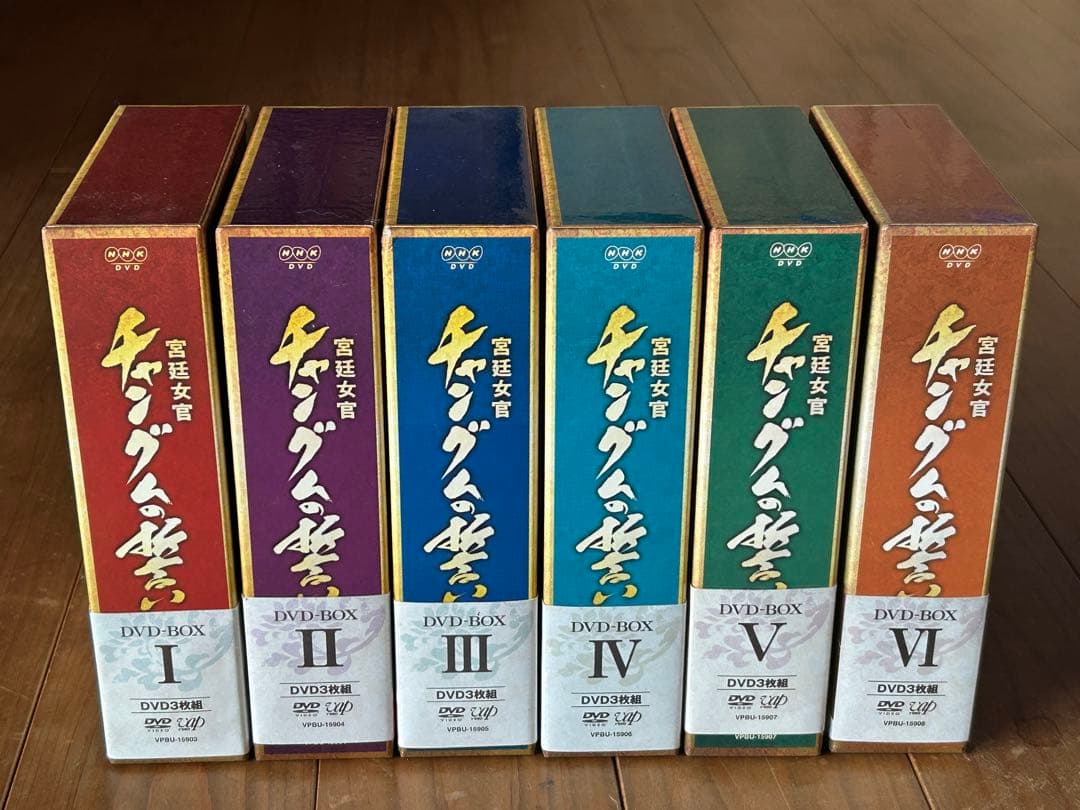 NHK
DVD
宮廷女官
チャングムの誓い
DVD-BOX
I
DVD3枚組
DVD
VIDEO
vap
VPBU-15903
NHK
DVD
宮廷女官
チャングムの誓い
DVD-BOX
II
DVD3枚組
DVD
VIDEO
vap
VPBU-15904
NHK
DVD
宮廷女官
チャングムの誓い
DVD-BOX
III
DVD3枚組
DVD
VIDEO
vap
VPBU-15905
NHK
DVD
宮廷女官
チャングムの誓い
DVD-BOX
IV
DVD3枚組
DVD
VIDEO
vap
VPBU-15906
NHK
DVD
宮廷女官
チャングムの誓い
DVD-BOX
V
DVD3枚組
DVD
VIDEO
vap
VPBU-15907
VPBU-15907
NHK
DVD
宮廷女官
チャングムの誓い
DVD-BOX
VI
DVD3枚組
DVD
VIDEO
vap
VPBU-15908